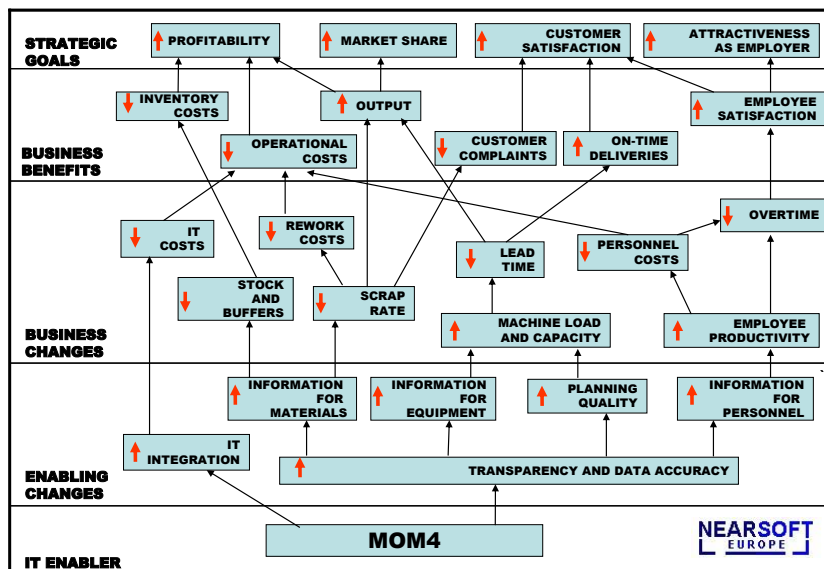 STRATEGIC
GOALS
PROFITABILITY
MARKET SHARE
CUSTOMER
SATISFACTION
ATTRACTIVENESS
AS EMPLOYER
INVENTORY
COSTS
OUTPUT
EMPLOYEE
SATISFACTION
OPERATIONAL
COSTS
CUSTOMER
COMPLAINTS
ON-TIME
DELIVERIES
BUSINESS
BENEFITS
IT
COSTS
REWORK
COSTS
LEAD
TIME
PERSONNEL
COSTS
OVERTIME
STOCK
AND
BUFFERS
SCRAP
RATE
MACHINE LOAD
AND CAPACITY
EMPLOYEE
PRODUCTIVITY
BUSINESS
CHANGES
INFORMATION
FOR
MATERIALS
INFORMATION
FOR
EQUIPMENT
PLANNING
QUALITY
INFORMATION
FOR
PERSONNEL
IT
INTEGRATION
TRANSPARENCY AND DATA ACCURACY
ENABLING
CHANGES
MOM4
NEARSOFT
EUROPE
IT ENABLER